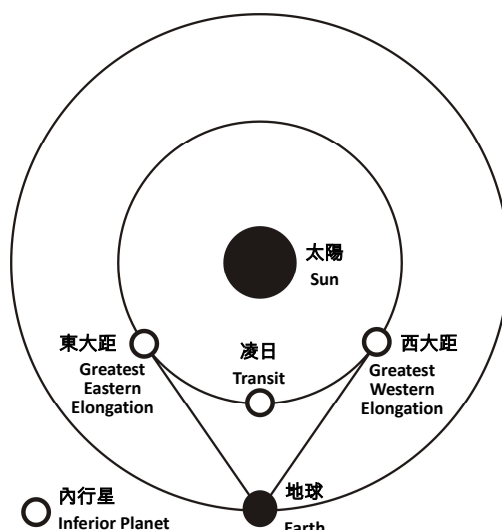 太陽
Sun
東大距
Greatest
Eastern
Elongation
凌日
Transit
西大距
Greatest
Western
Elongation
內行星
Inferior Planet
地球
Earth